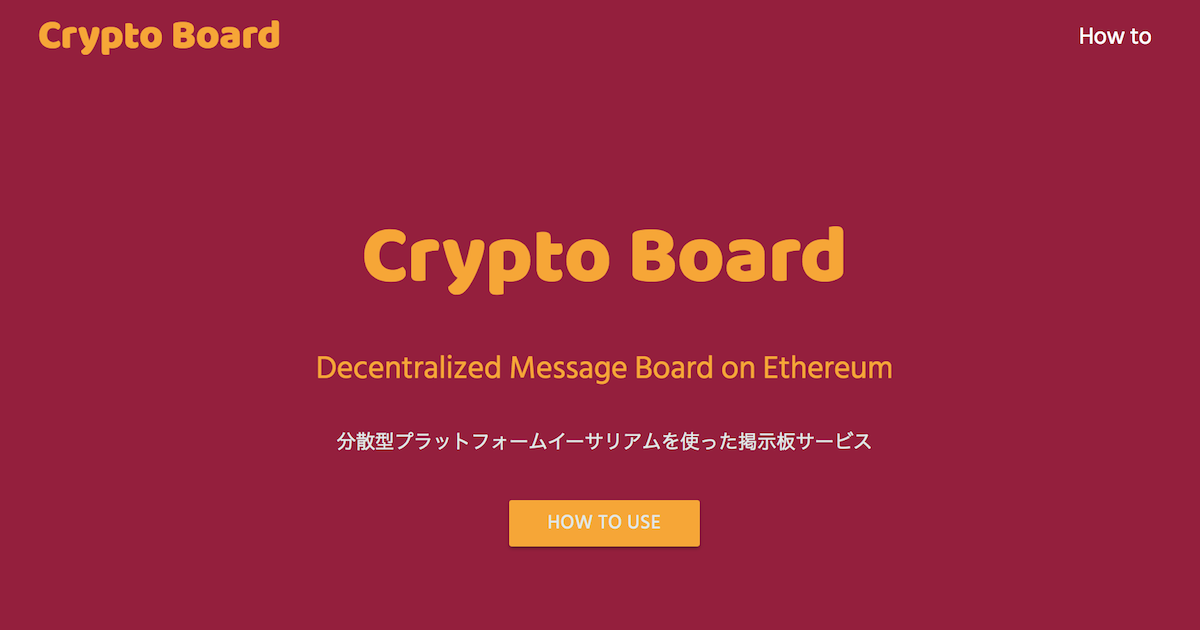 Crypto Board
How to
Crypto Board
Decentralized Message Board on Ethereum
分散型プラットフォームイーサリアムを使った掲示板サービス
HOW TO USE